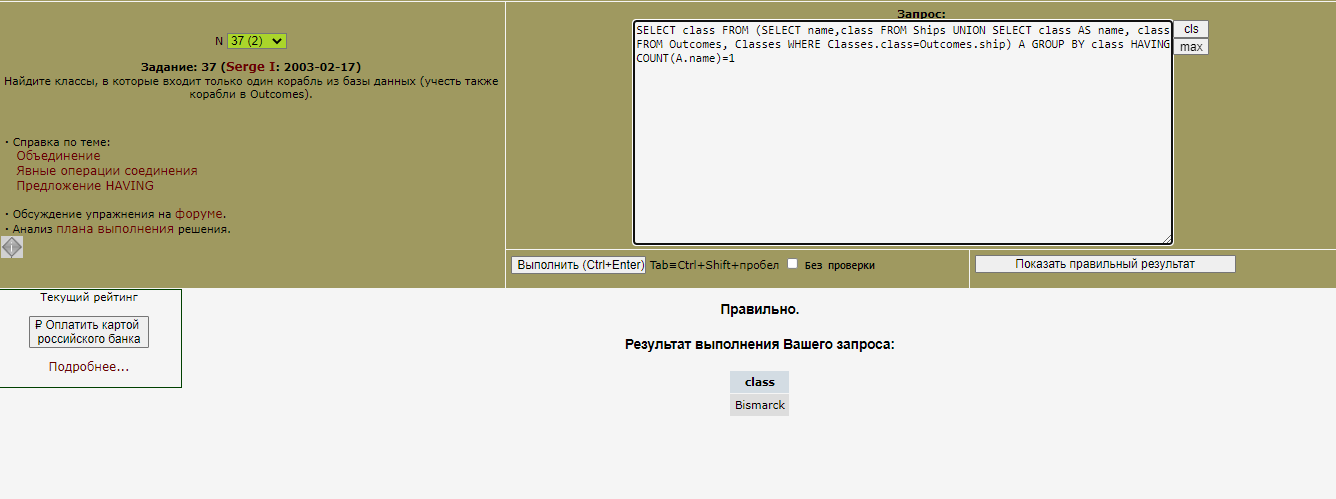 N 37 (2)
Задание: 37 (Serge I: 2003-02-17)
Найдите классы, в которые входит только один корабль из базы данных (учесть также
корабли в Outcomes).
· Справка по теме:
Объединение
Явные операции соединения
Предложение HAVING
· Обсуждение упражнения на форуме.
· Анализ плана выполнения решения.
Запрос:
SELECT class FROM (SELECT name,class FROM Ships UNION SELECT class AS name, class
FROM Outcomes, Classes WHERE Classes.class=Outcomes.ship) A GROUP BY class HAVING
COUNT(A.name)=1
cls
max
Выполнить (Ctrl+Enter) Tab≡Ctrl+Shift+пробел Без проверки
Показать правильный результат
Текущий рейтинг
₽ Оплатить картой
российского банка
Подробнее...
Правильно.
Результат выполнения Вашего запроса:
class
Bismarck